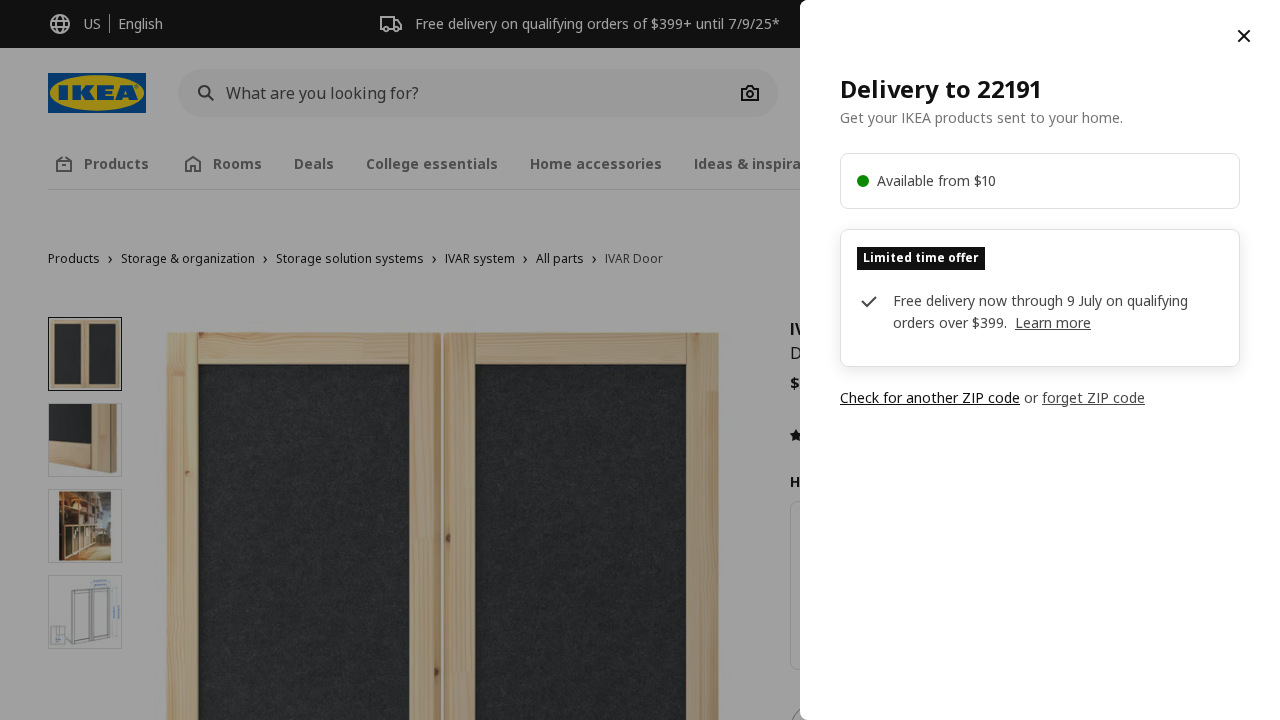 US English
Free delivery on qualifying orders of $399+ until 7/9/25*
IKEA
What are you looking for?
Products
Rooms
Deals
College essentials
Home accessories
Ideas & inspira
Products › Storage & organization › Storage solution systems › IVAR system › All parts › IVAR Door
Delivery to 22191
Get your IKEA products sent to your home.
Available from $10
Limited time offer
Free delivery now through 9 July on qualifying
orders over $399. Learn more
Check for another ZIP code or forget ZIP code
$
H